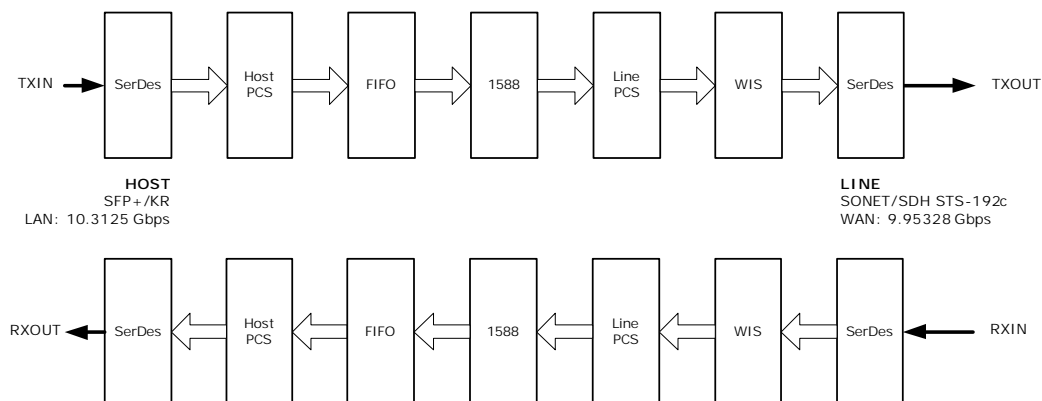 TXIN
SerDes
Host
PCS
FIFO
1588
Line
PCS
WIS
SerDes
TXOUT
HOST
SFP+/KR
LAN: 10.3125 Gbps
LINE
SONET/SDH STS-192c
WAN: 9.95328 Gbps
RXOUT
SerDes
Host
PCS
FIFO
1588
Line
PCS
WIS
SerDes
RXIN